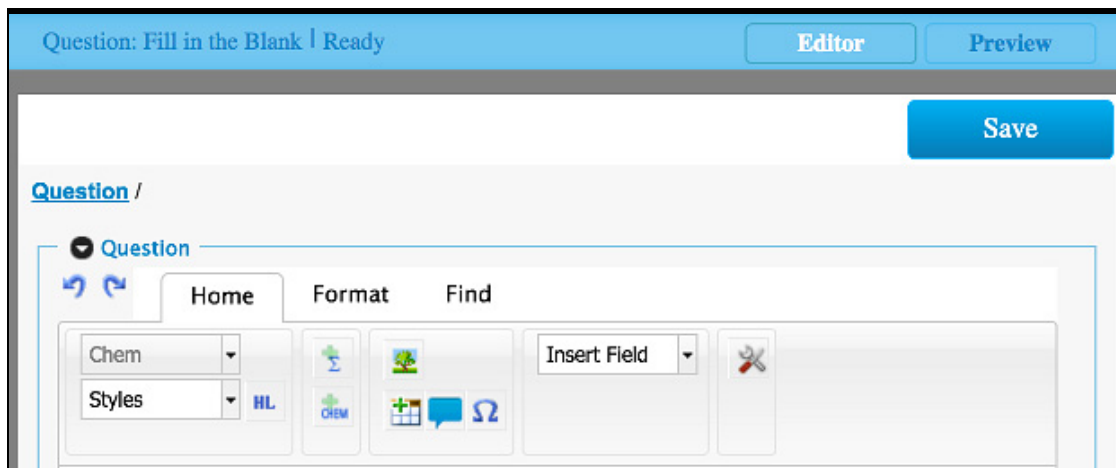 Question: Fill in the Blank | Ready
Editor
Preview
Save
Question /
Question
Home
Format
Find
Chem
Styles
HL
Σ
CHEM
Insert Field
Ω